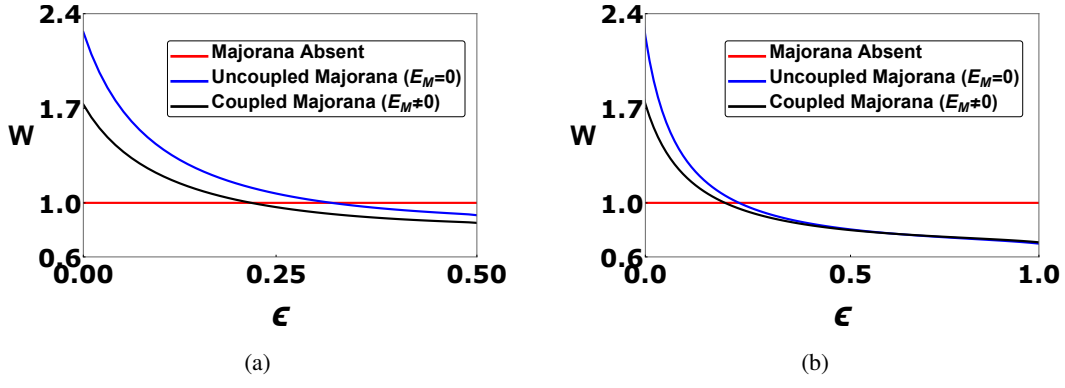 2.4
1.7
W
1.0
0.6
0.00
0.25
0.50
ϵ
Majorana Absent
Uncoupled Majorana (E_M=0)
Coupled Majorana (E_M≠0)
(a)
2.4
1.7
W
1.0
0.6
0.0
0.5
1.0
ϵ
Majorana Absent
Uncoupled Majorana (E_M=0)
Coupled Majorana (E_M≠0)
(b)